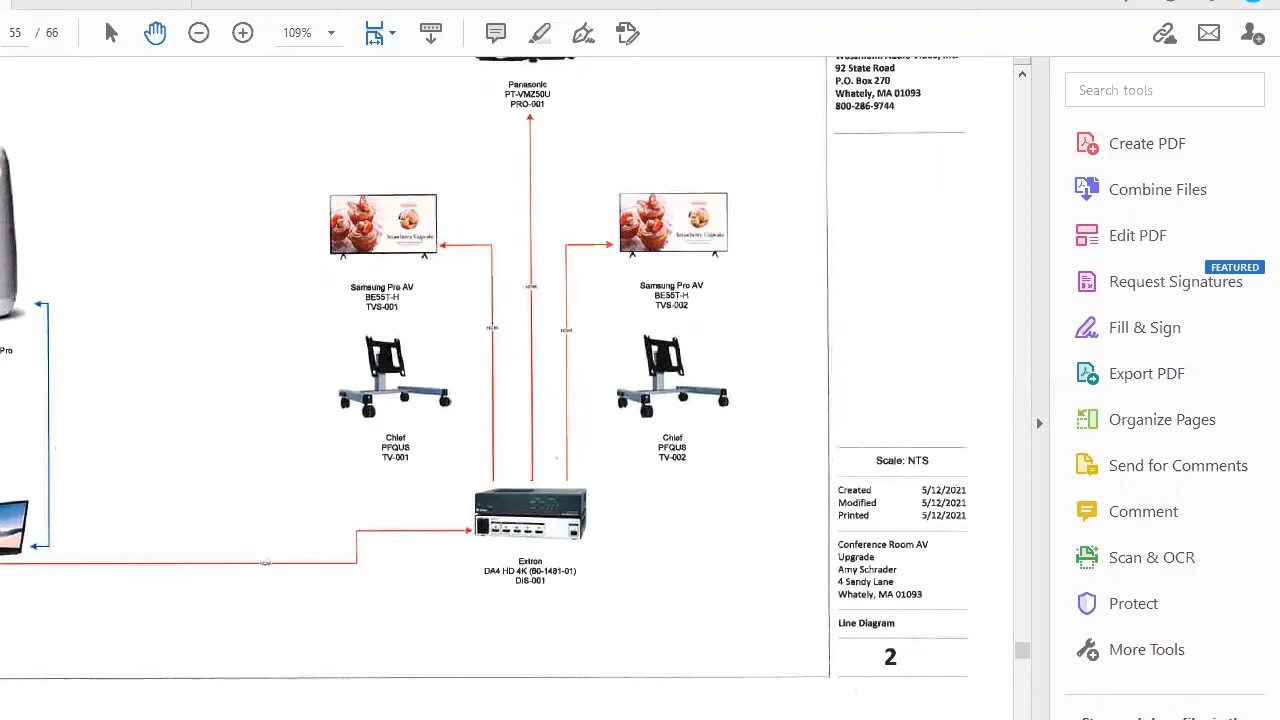 55 / 66
109%
Panasonic
PT-VMZ50U
PRO-001
92 State Road
P.O. Box 270
Whately, MA 01093
800-286-9744
Samsung Pro AV
BE55T-H
TVS-001
Samsung Pro AV
BE55T-H
TVS-002
HDMI
HDMI
HDMI
Pro
Chief
PFQUS
TV-001
Chief
PFQUS
TV-002
HDMI
Extron
DA4 HD 4K (60-1481-01)
DIS-001
Scale: NTS
Created 5/12/2021
Modified 5/12/2021
Printed 5/12/2021
Conference Room AV
Upgrade
Amy Schrader
4 Sandy Lane
Whately, MA 01093
Line Diagram
2
Search tools
Create PDF
Combine Files
Edit PDF
FEATURED
Request Signatures
Fill & Sign
Export PDF
Organize Pages
Send for Comments
Comment
Scan & OCR
Protect
More Tools